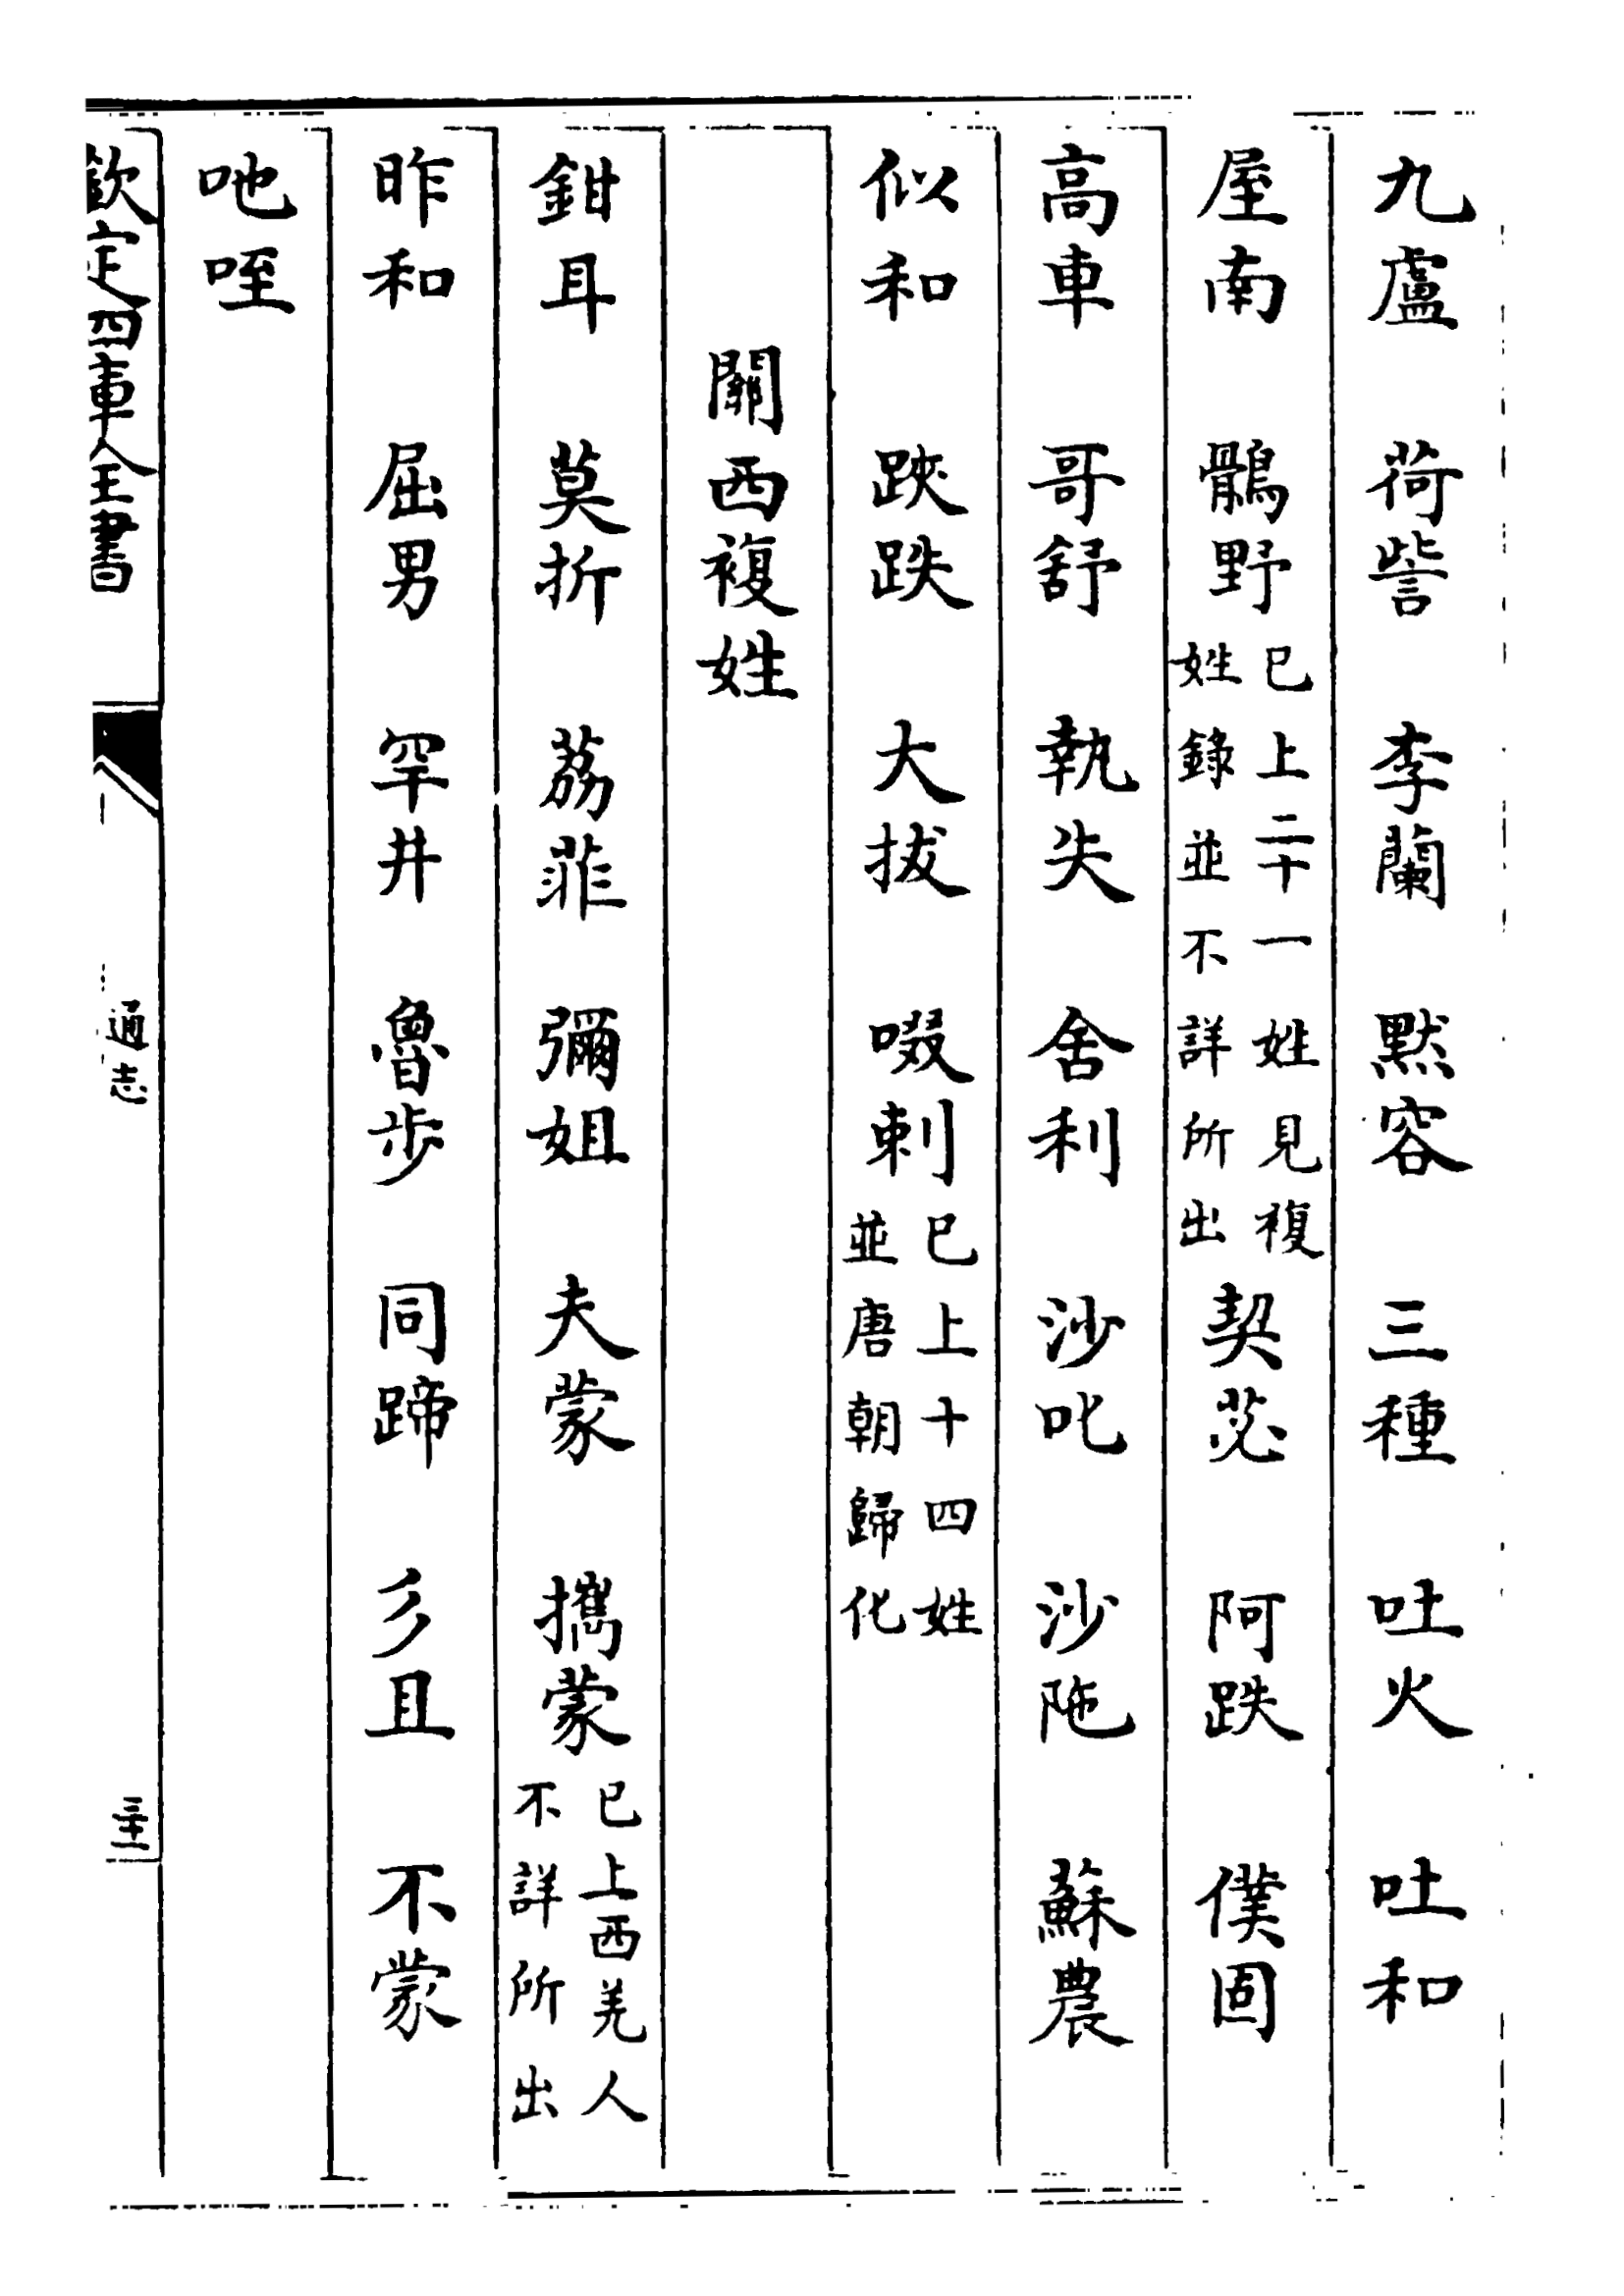 九盧 荷訾 李蘭 黙容 三種 吐火 吐和
屋南 鶻野 已上二十一姓見複姓錄並不詳所出 契苾 阿跌 僕固
高車 哥舒 執失 舍利 沙叱 沙陁 蘇農
似和 𨁂跌 大拔 啜剌 已上十四姓並唐朝歸化
關西複姓
鉗耳 莫折 荔菲 彌姐 夫蒙 攜蒙 已上西羌人不詳所出
昨和 屈男 罕井 魯步 同蹄 彡且 不蒙
吔咥
欽定四庫全書 通志